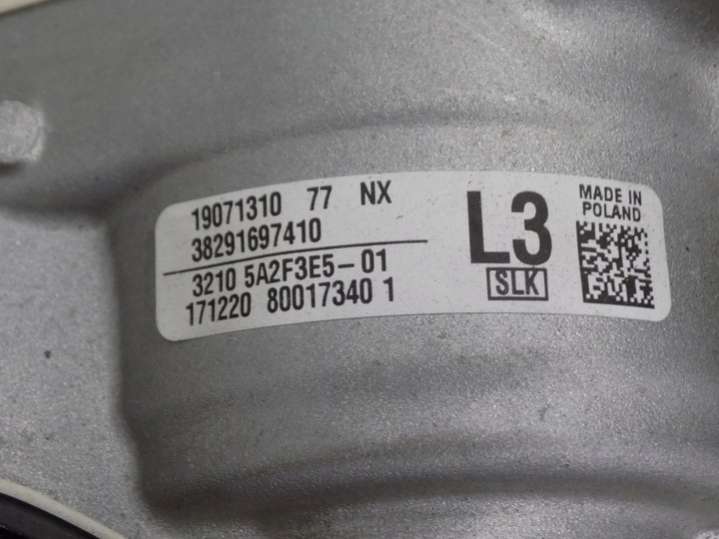 19071310 77 NX
38291697410
3210 5A2F3E5-01
171220 80017340 1
L3
SLK
MADE IN
POLAND